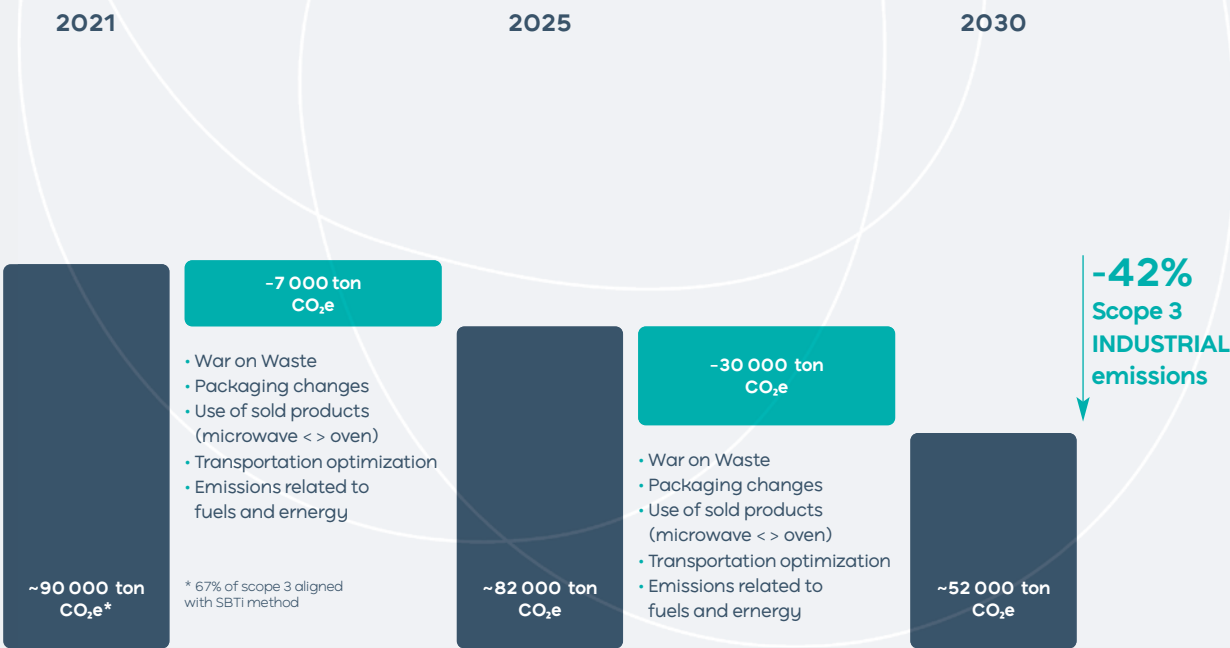 2021
2025
2030
-7 000 ton
CO₂e
• War on Waste
• Packaging changes
• Use of sold products
(microwave < > oven)
• Transportation optimization
• Emissions related to
fuels and ernergy
~90 000 ton
CO₂e*
* 67% of scope 3 aligned
with SBTi method
-30 000 ton
CO₂e
• War on Waste
• Packaging changes
• Use of sold products
(microwave < > oven)
• Transportation optimization
• Emissions related to
fuels and ernergy
~82 000 ton
CO₂e
~52 000 ton
CO₂e
-42%
Scope 3
INDUSTRIAL
emissions